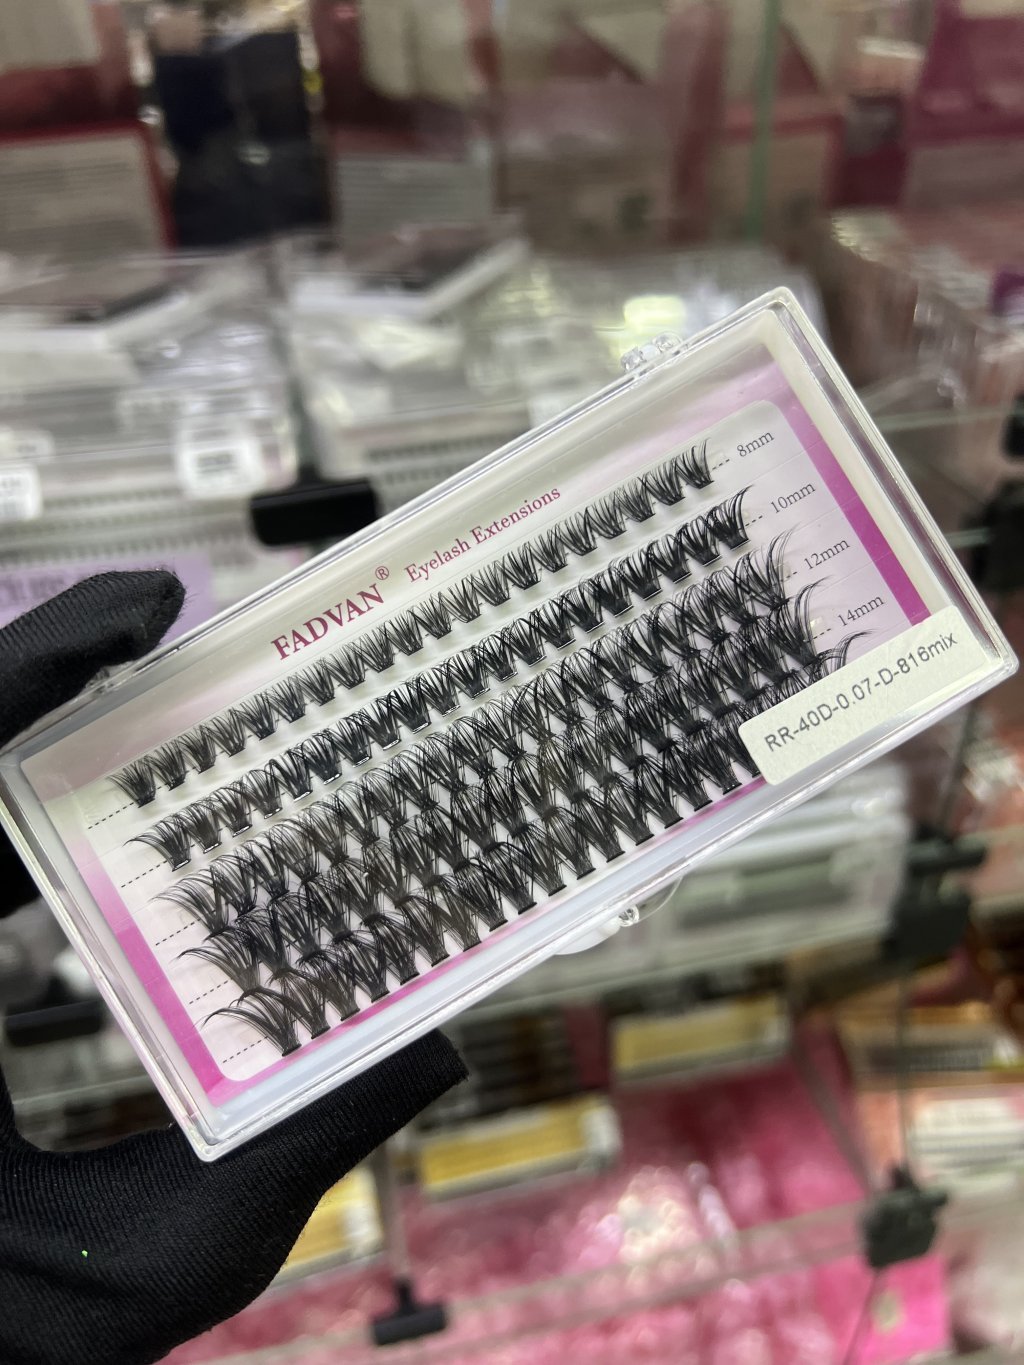 FADVAN® Eyelash Extensions
8mm
10mm
12mm
14mm
RR-40D-0.07-D-816mix